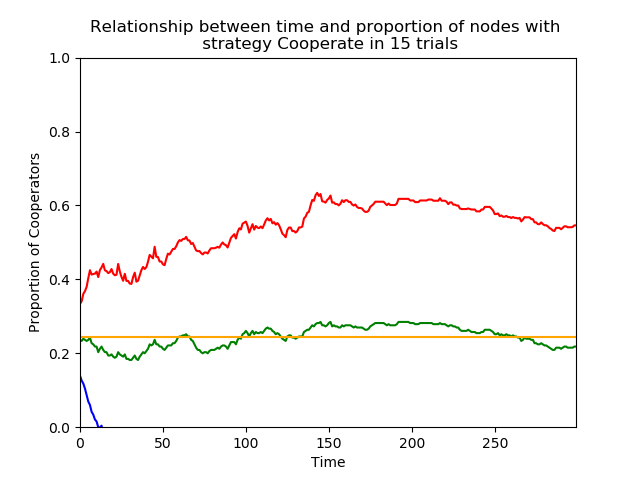 Relationship between time and proportion of nodes with
strategy Cooperate in 15 trials
1.0
0.8
0.6
0.4
0.2
0.0
Proportion of Cooperators
0 50 100 150 200 250
Time